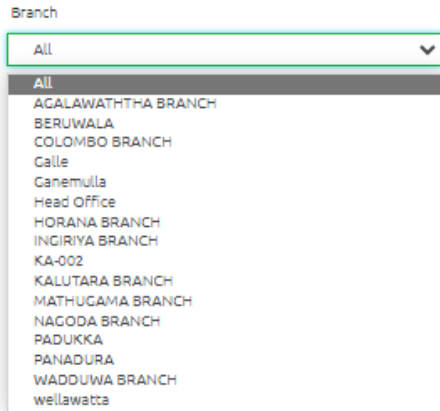 Branch
All
All
AGALAWATHTHA BRANCH
BERUWALA
COLOMBO BRANCH
Galle
Ganemulla
Head Office
HORANA BRANCH
INGIRIYA BRANCH
KA-002
KALUTARA BRANCH
MATHUGAMA BRANCH
NAGODA BRANCH
PADUKKA
PANADURA
WADDUWA BRANCH
wellawatta